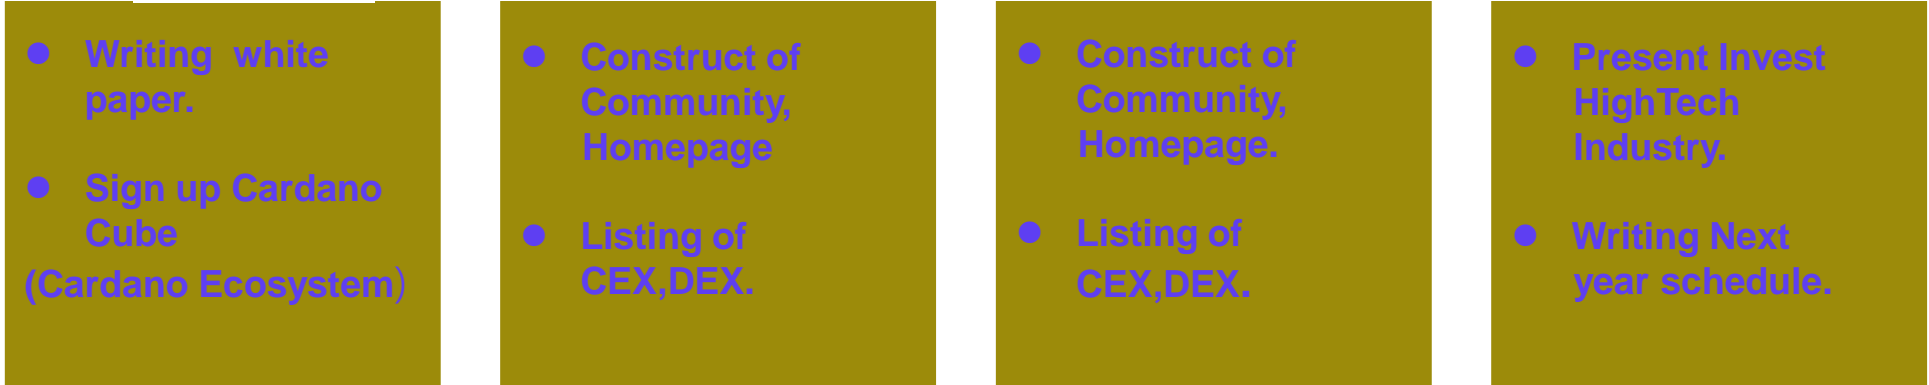 ● Writing  white
paper.
● Sign up Cardano
Cube
(Cardano Ecosystem)
● Construct of
Community,
Homepage
● Listing of
CEX,DEX.
● Construct of
Community,
Homepage.
● Listing of
CEX,DEX.
● Present Invest
HighTech
Industry.
● Writing Next
year schedule.